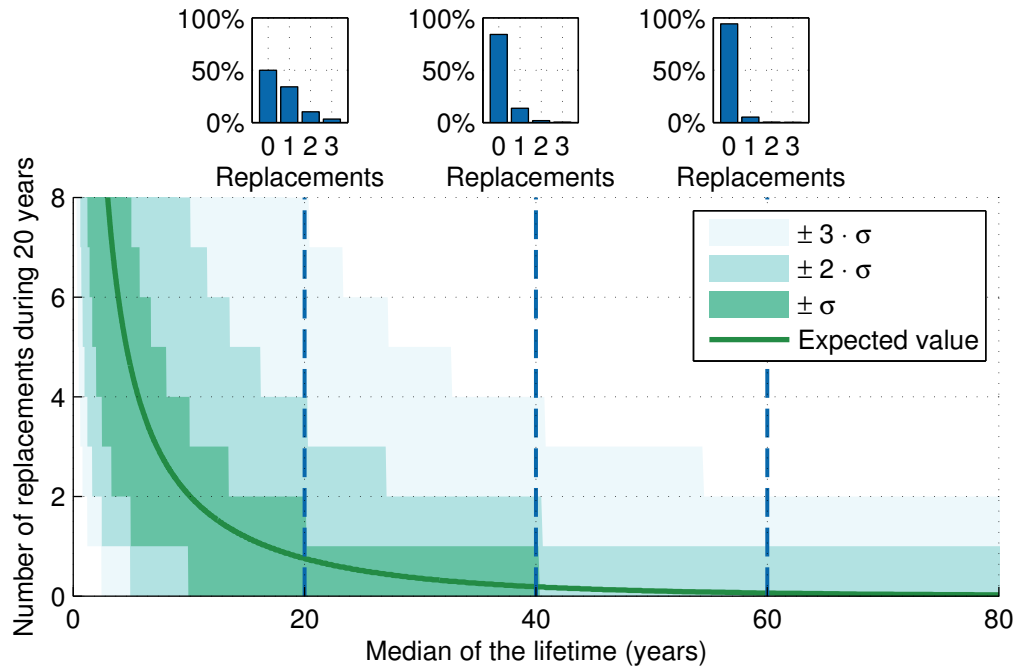 100%
50%
0%
0 1 2 3
Replacements
100%
50%
0%
0 1 2 3
Replacements
100%
50%
0%
0 1 2 3
Replacements
Number of replacements during 20 years
8
6
4
2
0
± 3 · σ
± 2 · σ
± σ
Expected value
0 20 40 60 80
Median of the lifetime (years)